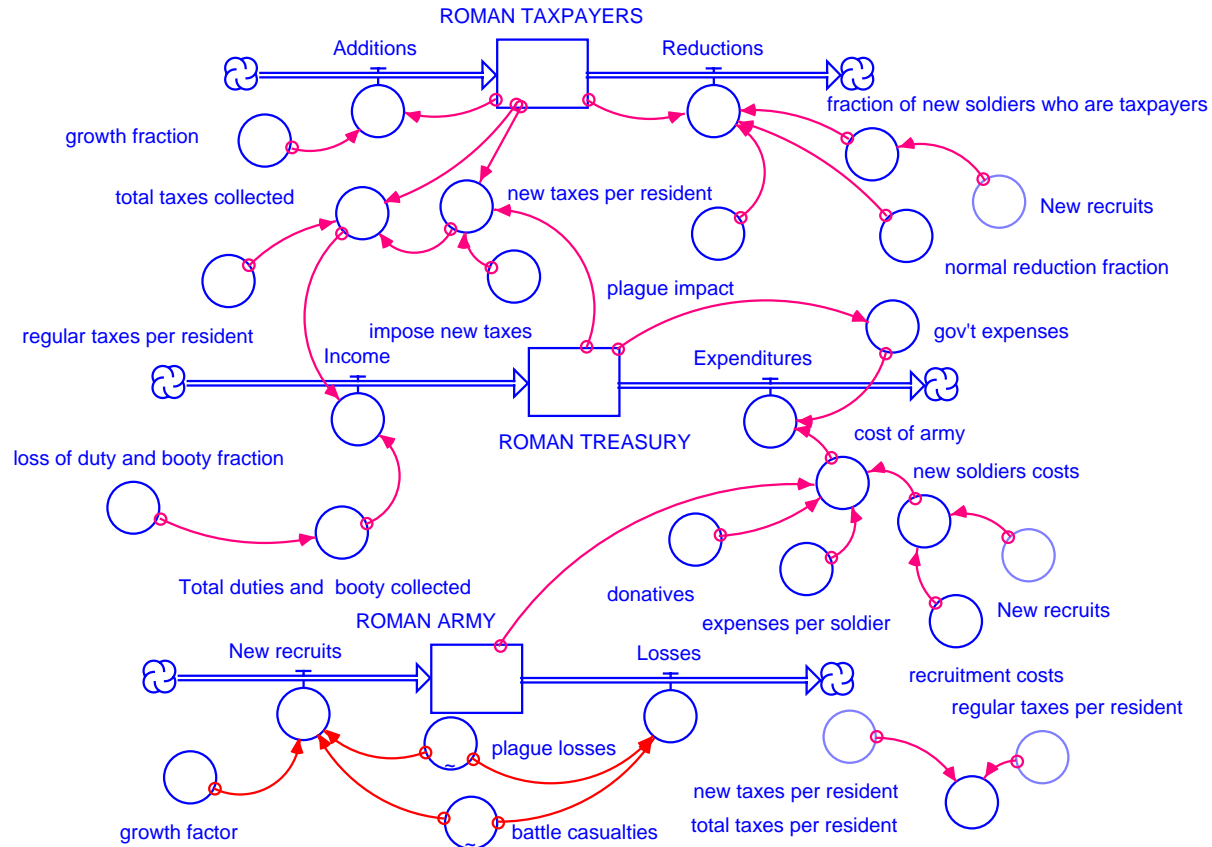 ROMAN TAXPAYERS
Additions
Reductions
fraction of new soldiers who are taxpayers
growth fraction
total taxes collected
new taxes per resident
New recruits
normal reduction fraction
plague impact
regular taxes per resident
impose new taxes
gov't expenses
Income
Expenditures
ROMAN TREASURY
cost of army
loss of duty and booty fraction
new soldiers costs
Total duties and booty collected
donatives
New recruits
ROMAN ARMY
expenses per soldier
New recruits
Losses
recruitment costs
regular taxes per resident
plague losses
~
new taxes per resident
growth factor
battle casualties
total taxes per resident
~